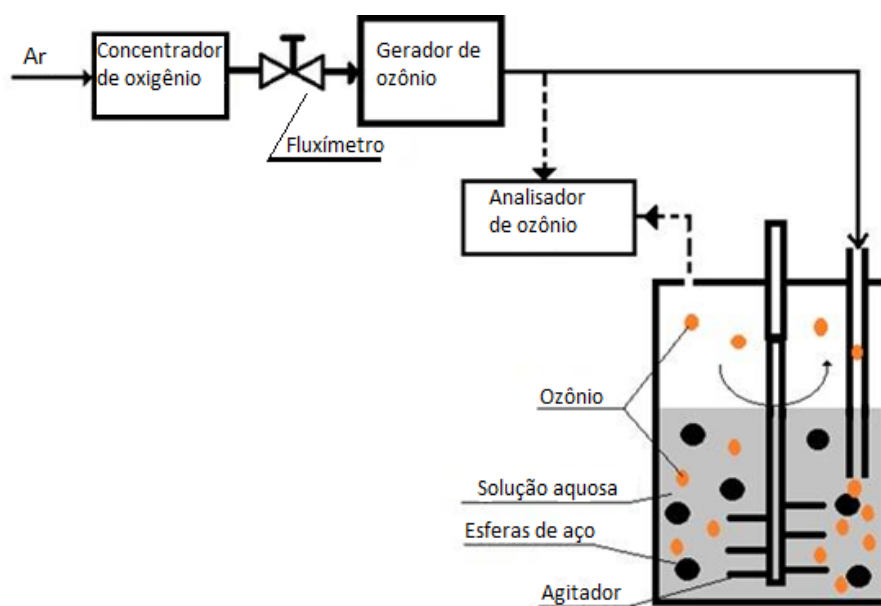 Ar
Concentrador
de oxigênio
Fluxímetro
Gerador de
ozônio
Analisador
de ozônio
Ozônio
Solução aquosa
Esferas de aço
Agitador